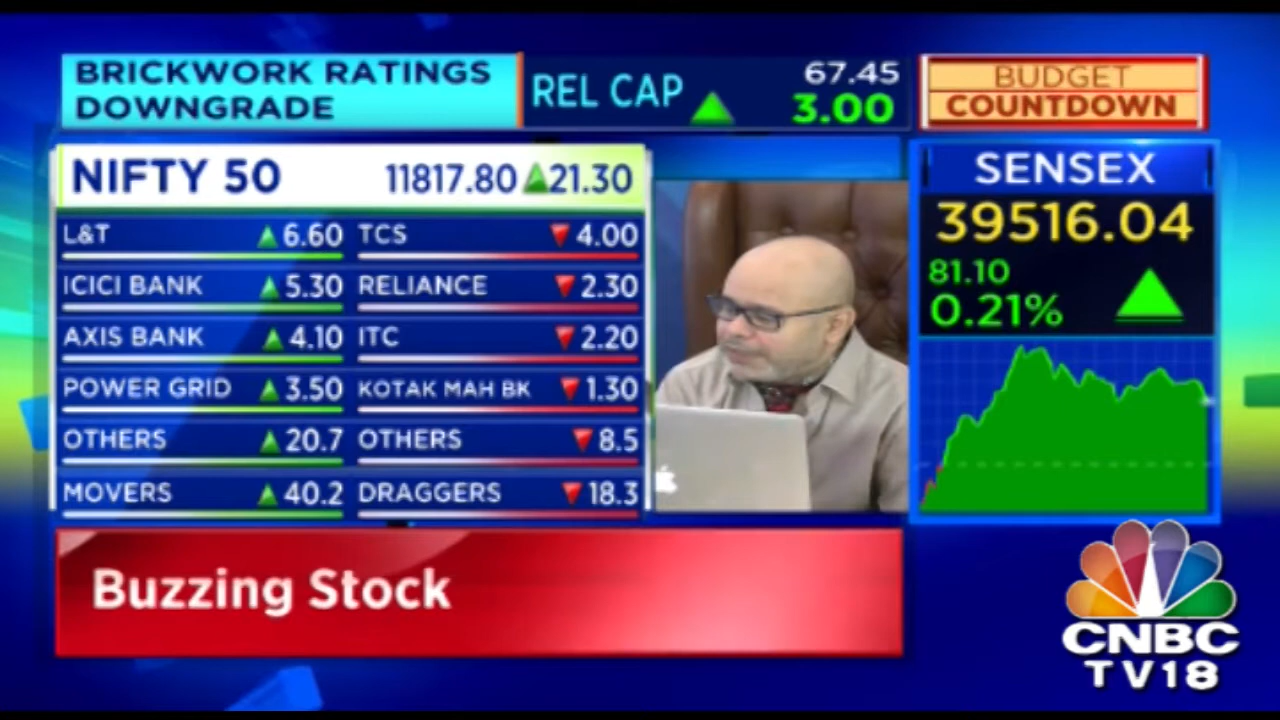 BRICKWORK RATINGS
DOWNGRADE
REL CAP ▲ 67.45
3.00
BUDGET
COUNTDOWN
NIFTY 50 11817.80 ▲ 21.30
L&T ▲ 6.60 TCS ▼ 4.00
ICICI BANK ▲ 5.30 RELIANCE ▼ 2.30
AXIS BANK ▲ 4.10 ITC ▼ 2.20
POWER GRID ▲ 3.50 KOTAK MAH BK ▼ 1.30
OTHERS ▲ 20.7 OTHERS ▼ 8.5
MOVERS ▲ 40.2 DRAGGERS ▼ 18.3
SENSEX
39516.04
81.10
0.21% ▲
Buzzing Stock
CNBC
TV18